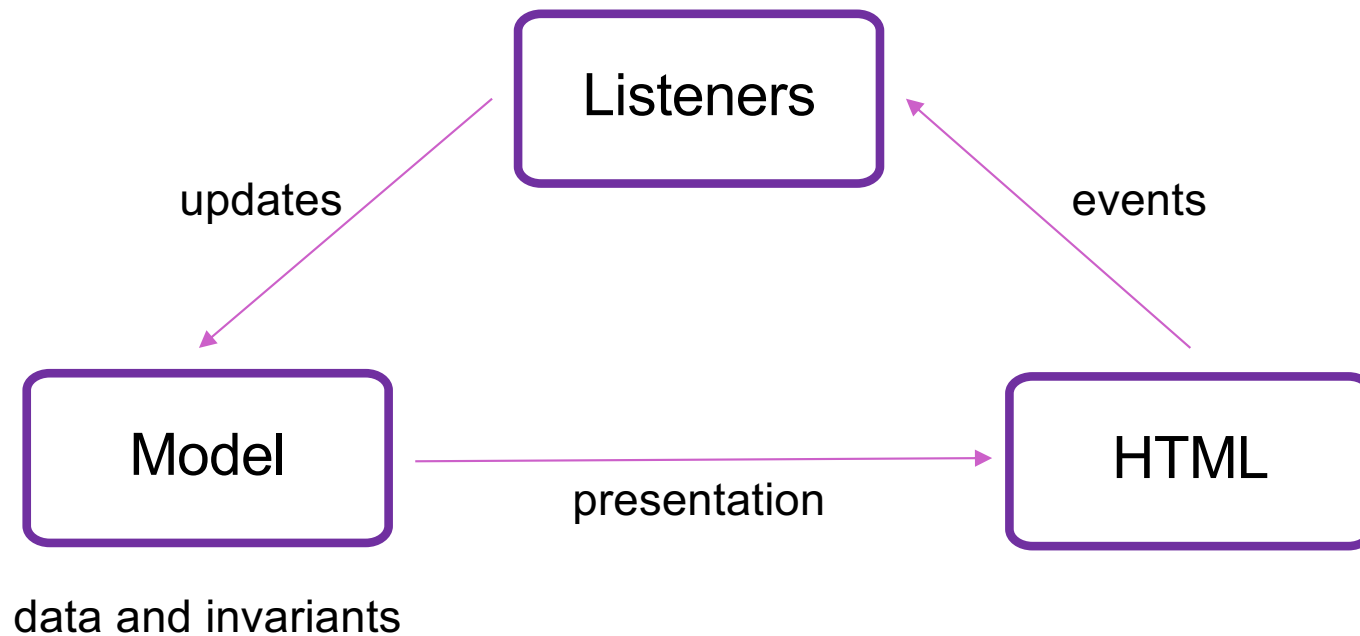 Listeners
updates
events
Model
HTML
presentation
data and invariants